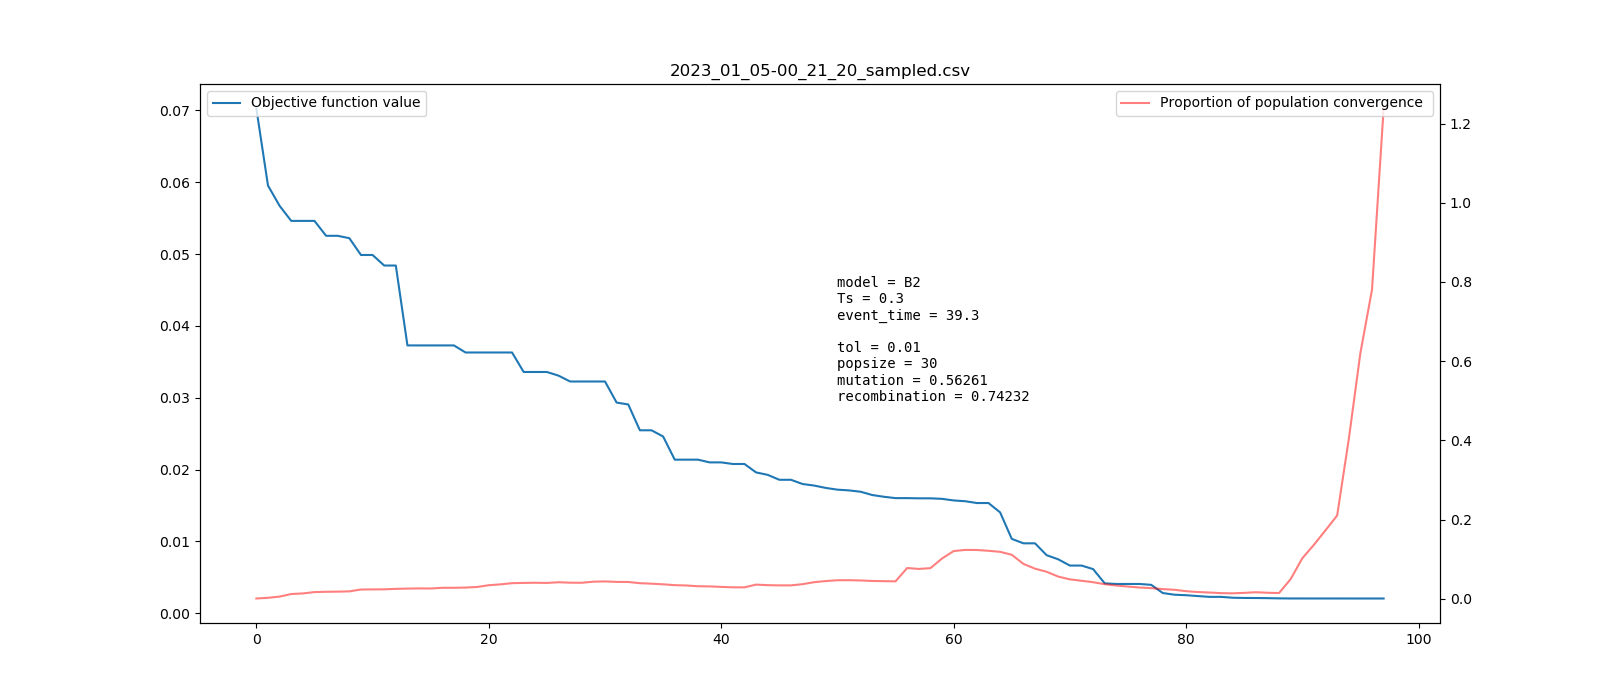 2023_01_05-00_21_20_sampled.csv
Objective function value
Proportion of population convergence
0.07
0.06
0.05
0.04
0.03
0.02
0.01
0.00
1.2
1.0
0.8
0.6
0.4
0.2
0.0
model = B2
Ts = 0.3
event_time = 39.3
tol = 0.01
popsize = 30
mutation = 0.56261
recombination = 0.74232
0
20
40
60
80
100